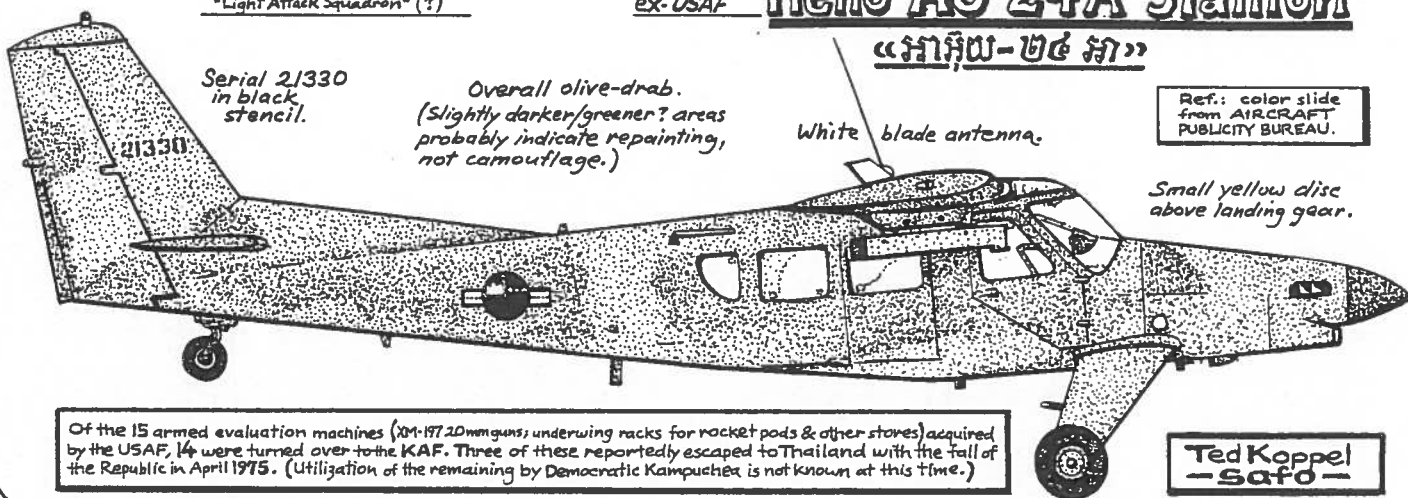 "Light Attack Squadron" (?)
ex-USAF
Helio AU-24A Stallion
«អាអ៊ុយ-២៤ អា»
Serial 21330
in black
stencil.
Overall olive-drab.
(Slightly darker/greener? areas
probably indicate repainting,
not camouflage.)
White blade antenna.
Ref.: color slide
from AIRCRAFT
PUBLICITY BUREAU.
Small yellow disc
above landing gear.
21330
Of the 15 armed evaluation machines (XM-197 20mm guns; underwing racks for rocket pods & other stores) acquired
by the USAF, 14 were turned over to the KAF. Three of these reportedly escaped to Thailand with the fall of
the Republic in April 1975. (Utilization of the remaining by Democratic Kampuchea is not known at this time.)
Ted Koppel
-Safo-